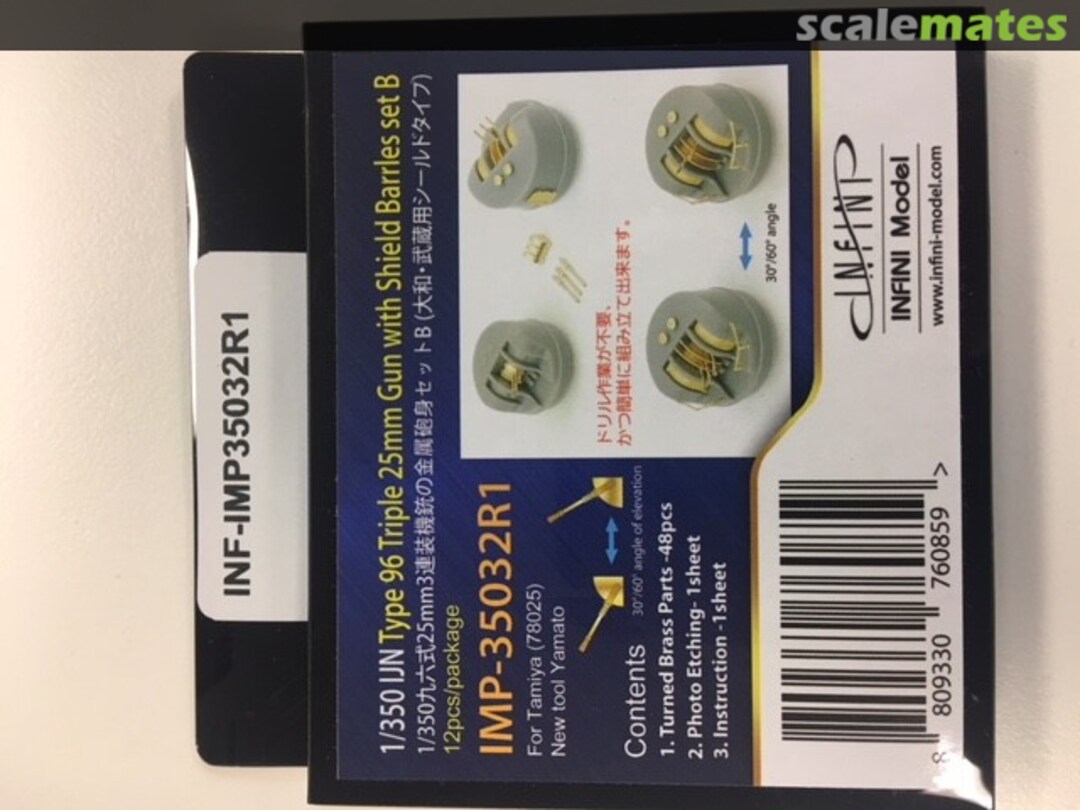 scalemates
INF-IMP35032R1
1/350 IJN Type 96 Triple 25mm Gun with Shield Barrles set B
1/350九六式25mm3連装機銃の金属砲身セットB (大和・武蔵用シールドタイプ)
12pcs/package
IMP-35032R1
For Tamiya (78025)
New tool Yamato
30°/60° angle of elevation
Contents
1. Turned Brass Parts -48pcs
2. Photo Etching- 1sheet
3. Instruction -1sheet
ドリル作業が不要、
かつ簡単に組み立て出来ます。
30°/60° angle
INFINI
INFINI Model
www.infini-model.com
8 809330 760859 >